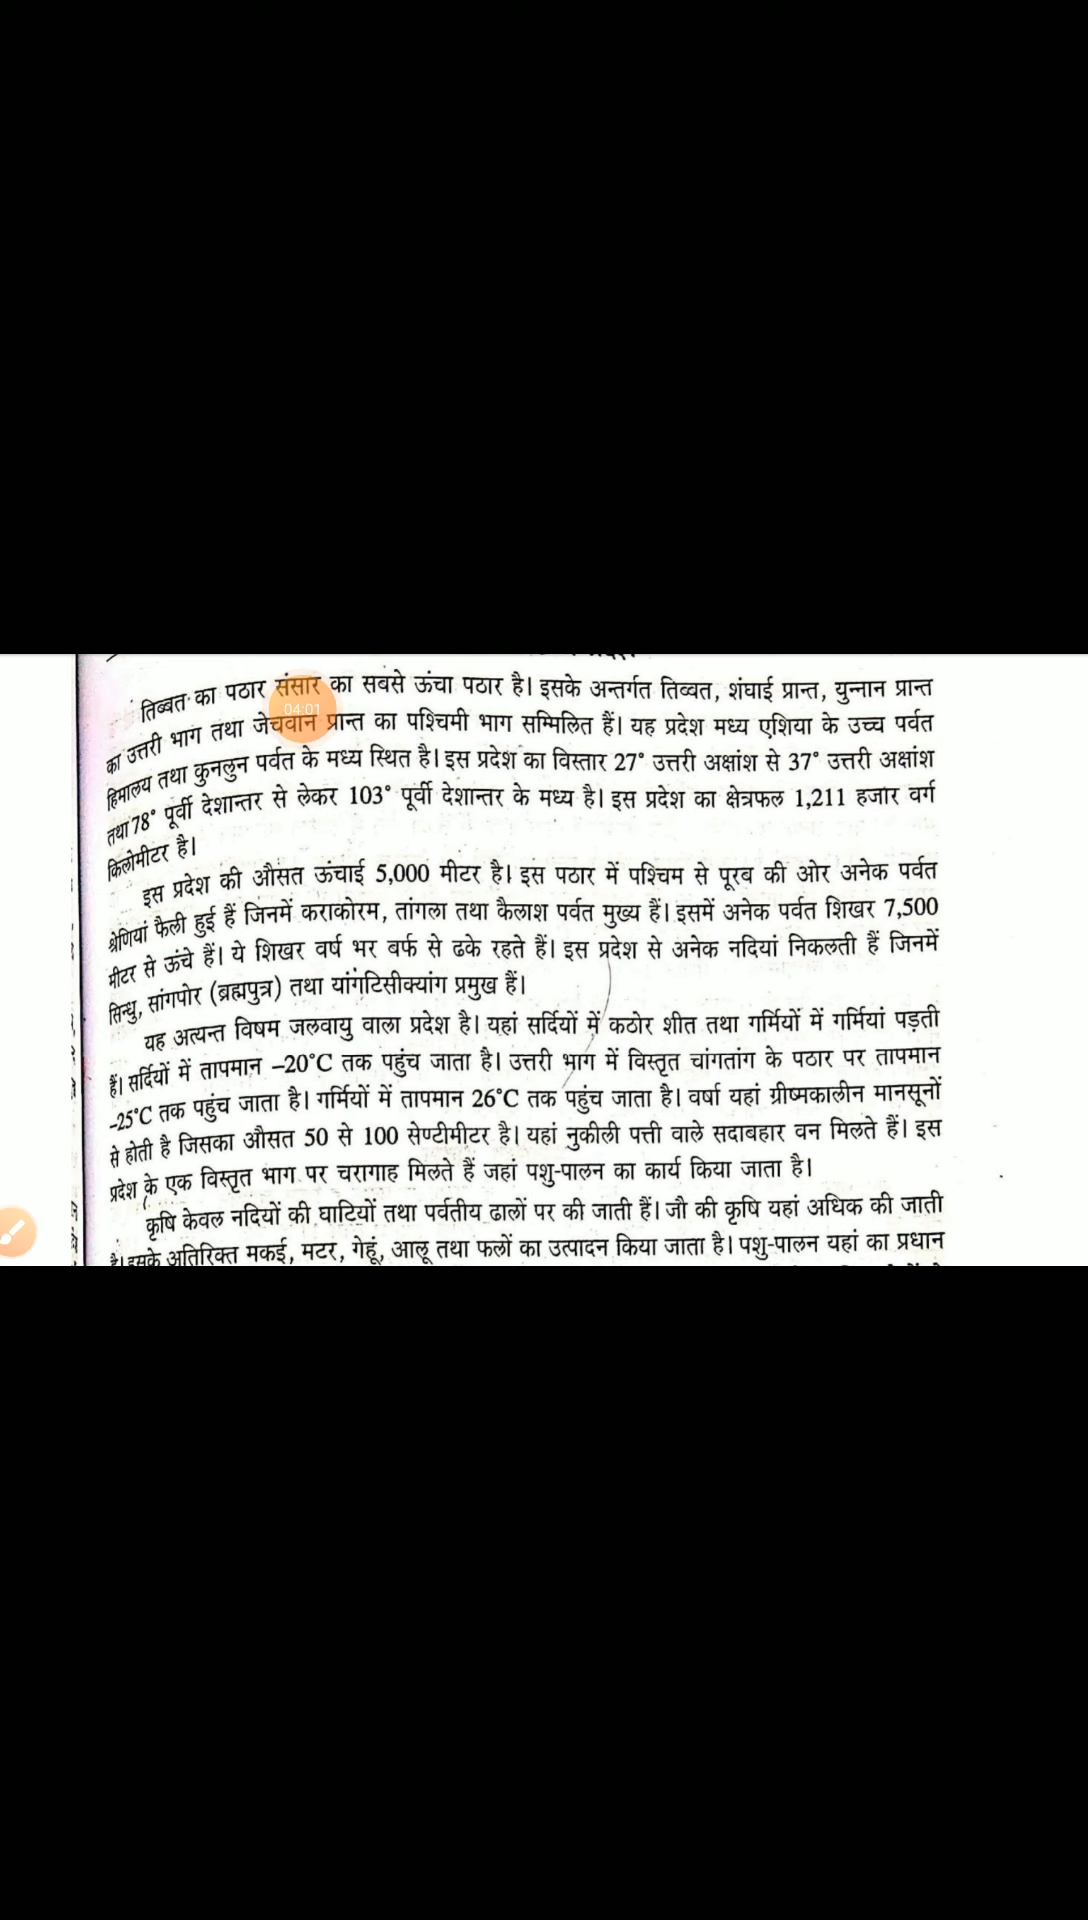 तिब्बत का पठार संसार का सबसे ऊंचा पठार है। इसके अन्तर्गत तिब्बत, शंघाई प्रान्त, युन्नान प्रान्त
04:01
का उत्तरी भाग तथा जेचवान प्रान्त का पश्चिमी भाग सम्मिलित हैं। यह प्रदेश मध्य एशिया के उच्च पर्वत
हिमालय तथा कुनलुन पर्वत के मध्य स्थित है। इस प्रदेश का विस्तार 27° उत्तरी अक्षांश से 37° उत्तरी अक्षांश
तथा 78° पूर्वी देशान्तर से लेकर 103° पूर्वी देशान्तर के मध्य है। इस प्रदेश का क्षेत्रफल 1,211 हजार वर्ग
किलोमीटर है।
इस प्रदेश की औसत ऊंचाई 5,000 मीटर है। इस पठार में पश्चिम से पूरब की ओर अनेक पर्वत
श्रेणियां फैली हुई हैं जिनमें कराकोरम, तांगला तथा कैलाश पर्वत मुख्य हैं। इसमें अनेक पर्वत शिखर 7,500
मीटर से ऊंचे हैं। ये शिखर वर्ष भर बर्फ से ढके रहते हैं। इस प्रदेश से अनेक नदियां निकलती हैं जिनमें
सिन्धु, सांगपोर (ब्रह्मपुत्र) तथा यांगटिसीक्यांग प्रमुख हैं।
यह अत्यन्त विषम जलवायु वाला प्रदेश है। यहां सर्दियों में कठोर शीत तथा गर्मियों में गर्मियां पड़ती
हैं। सर्दियों में तापमान –20°C तक पहुंच जाता है। उत्तरी भाग में विस्तृत चांगतांग के पठार पर तापमान
–25°C तक पहुंच जाता है। गर्मियों में तापमान 26°C तक पहुंच जाता है। वर्षा यहां ग्रीष्मकालीन मानसूनों
से होती है जिसका औसत 50 से 100 सेण्टीमीटर है। यहां नुकीली पत्ती वाले सदाबहार वन मिलते हैं। इस
प्रदेश के एक विस्तृत भाग पर चरागाह मिलते हैं जहां पशु-पालन का कार्य किया जाता है।
कृषि केवल नदियों की घाटियों तथा पर्वतीय ढालों पर की जाती हैं। जौ की कृषि यहां अधिक की जाती
है। इसके अतिरिक्त मकई, मटर, गेहूं, आलू तथा फलों का उत्पादन किया जाता है। पशु-पालन यहां का प्रधान